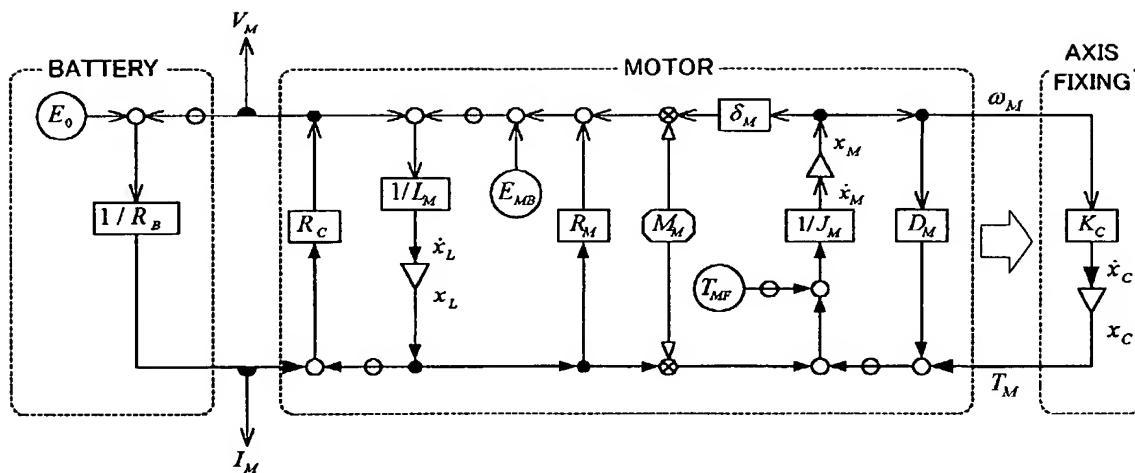 V_M
BATTERY
MOTOR
AXIS
FIXING
E_0
δ_M
ω_M
x_M
1/L_M
E_MB
ẋ_M
1/R_B
R_C
R_M
M_M
1/J_M
D_M
K_C
ẋ_L
ẋ_C
T_MF
x_L
x_C
T_M
I_M